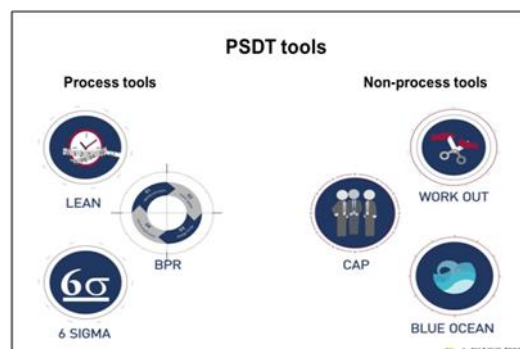 PSDT tools
Process tools
Non-process tools
LEAN
BPR
6σ
6 SIGMA
CAP
WORK OUT
BLUE OCEAN